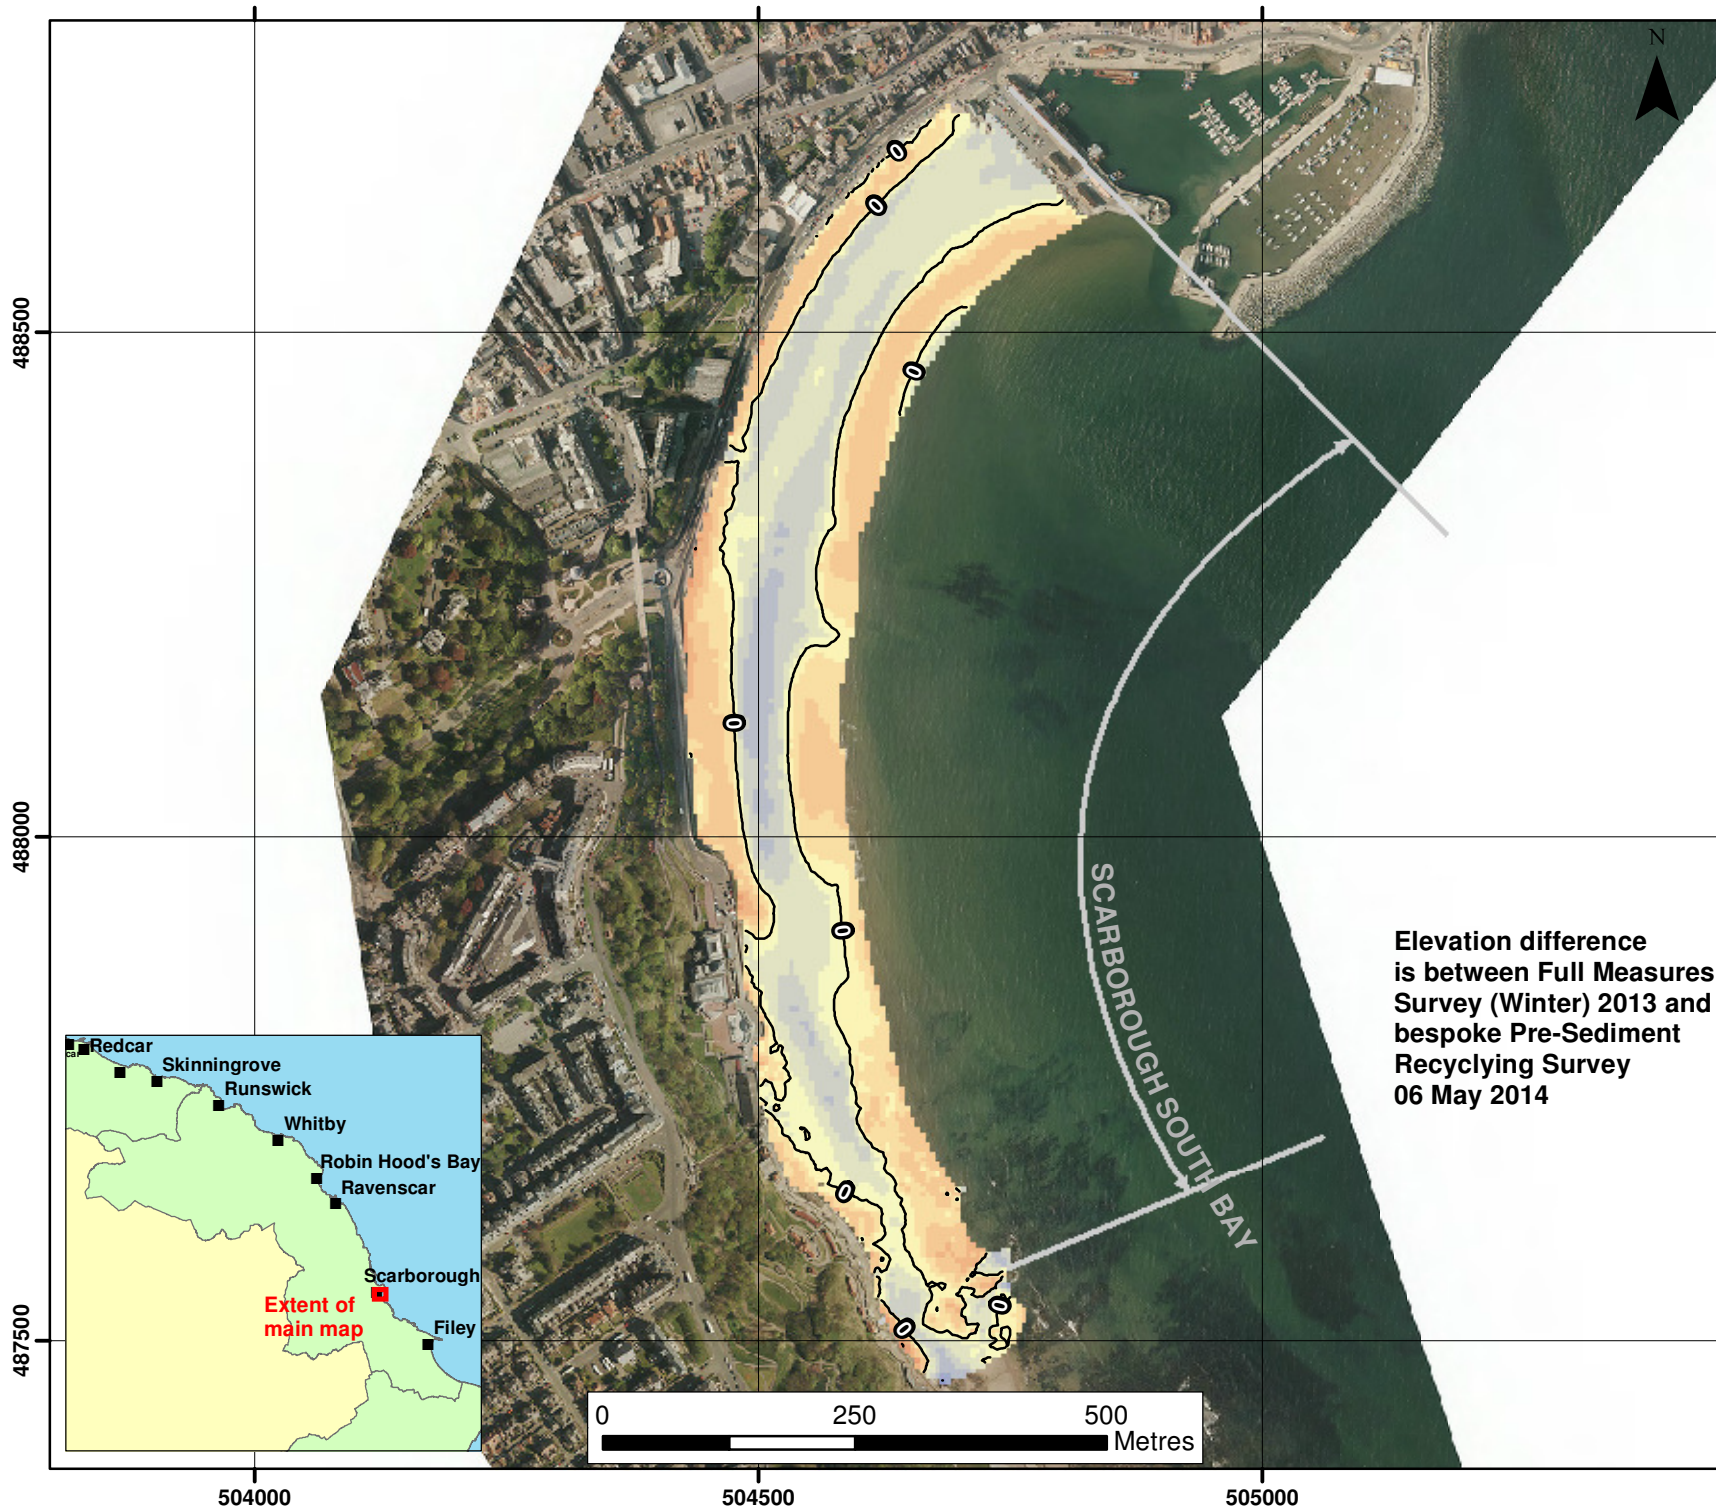 N
488500
488000
487500
504000
504500
505000
0
0
0
0
0
0
0
0
SCARBOROUGH SOUTH BAY
Elevation difference
is between Full Measures
Survey (Winter) 2013 and
bespoke Pre-Sediment
Recyclying Survey
06 May 2014
car
Redcar
Skinningrove
Runswick
Whitby
Robin Hood's Bay
Ravenscar
Scarborough
Extent of
main map
Filey
0 250 500
Metres